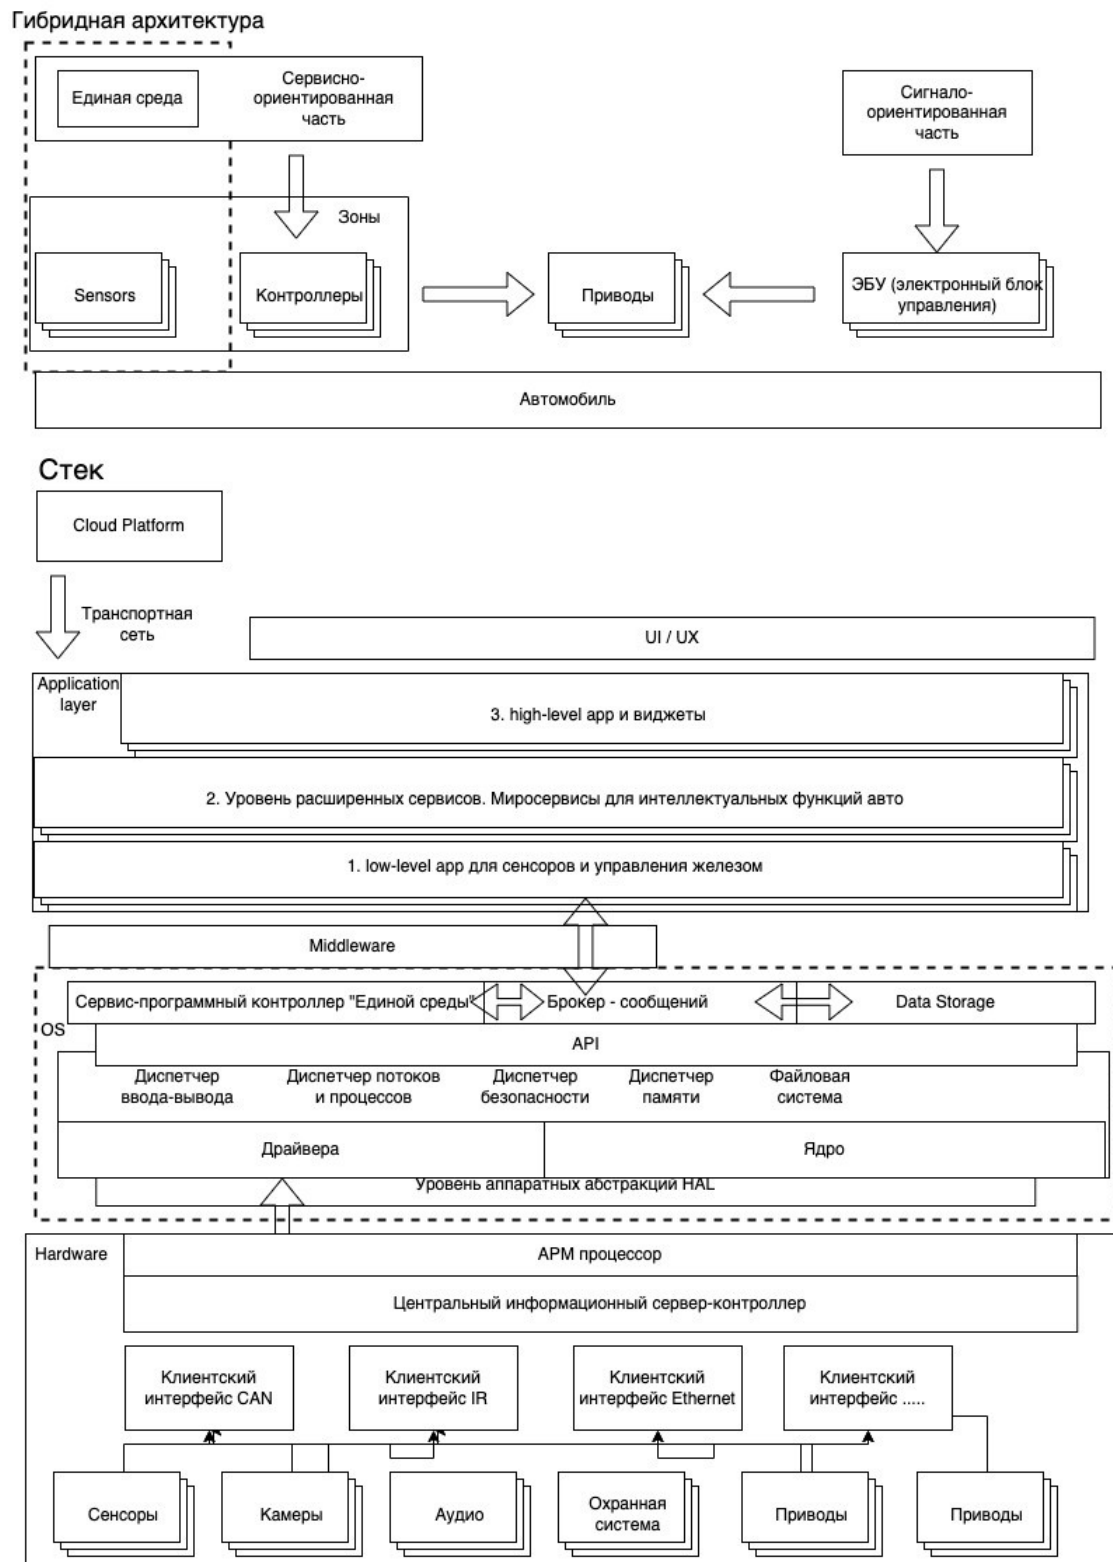 Гибридная архитектура
Единая среда
Сервисно-
ориентированная
часть
Сигнало-
ориентированная
часть
Зоны
Sensors
Контроллеры
Приводы
ЭБУ (электронный блок
управления)
Автомобиль
Стек
Cloud Platform
Транспортная
сеть
UI / UX
Application
layer
3. high-level app и виджеты
2. Уровень расширенных сервисов. Миросервисы для интеллектуальных функций авто
1. low-level app для сенсоров и управления железом
Middleware
Сервис-программный контроллер "Единой среды"
Брокер - сообщений
Data Storage
OS
API
Диспетчер
ввода-вывода
Диспетчер потоков
и процессов
Диспетчер
безопасности
Диспетчер
памяти
Файловая
система
Драйвера
Ядро
Уровень аппаратных абстракций HAL
Hardware
АРМ процессор
Центральный информационный сервер-контроллер
Клиентский
интерфейс CAN
Клиентский
интерфейс IR
Клиентский
интерфейс Ethernet
Клиентский
интерфейс .....
Сенсоры
Камеры
Аудио
Охранная
система
Приводы
Приводы